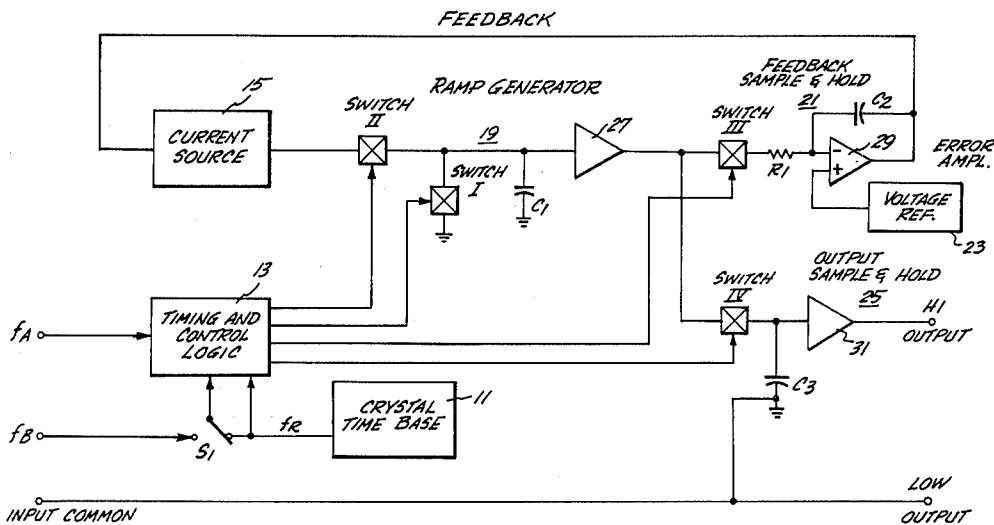 FEEDBACK
15
CURRENT
SOURCE
SWITCH
II
RAMP GENERATOR
19
SWITCH
I
C1
27
SWITCH
III
FEEDBACK
SAMPLE & HOLD
21
C2
R1
-
+
29
ERROR
AMPL.
VOLTAGE
REF.
23
13
TIMING AND
CONTROL
LOGIC
fA
fB
S1
fR
CRYSTAL
TIME BASE
11
SWITCH
IV
OUTPUT
SAMPLE & HOLD
25
31
C3
HI
OUTPUT
INPUT COMMON
LOW
OUTPUT